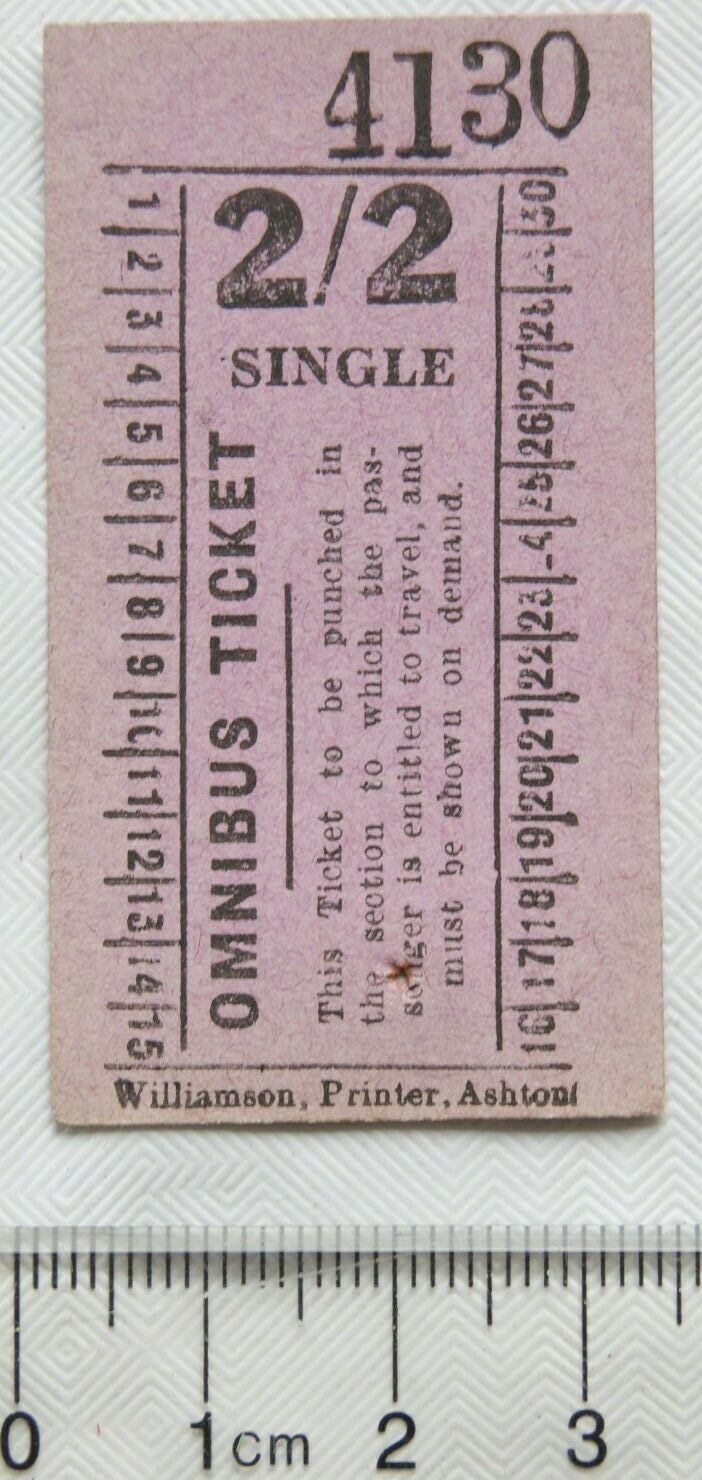 4130
2/2
SINGLE
1|2|3|4|5|6|7|8|9|10|11|12|13|14|15
OMNIBUS TICKET
This Ticket to be punched in
the section to which the pas-
senger is entitled to travel, and
must be shown on demand.
16|17|18|19|20|21|22|23|24|25|26|27|28|29|30
Williamson, Printer, Ashton
0 1cm 2 3